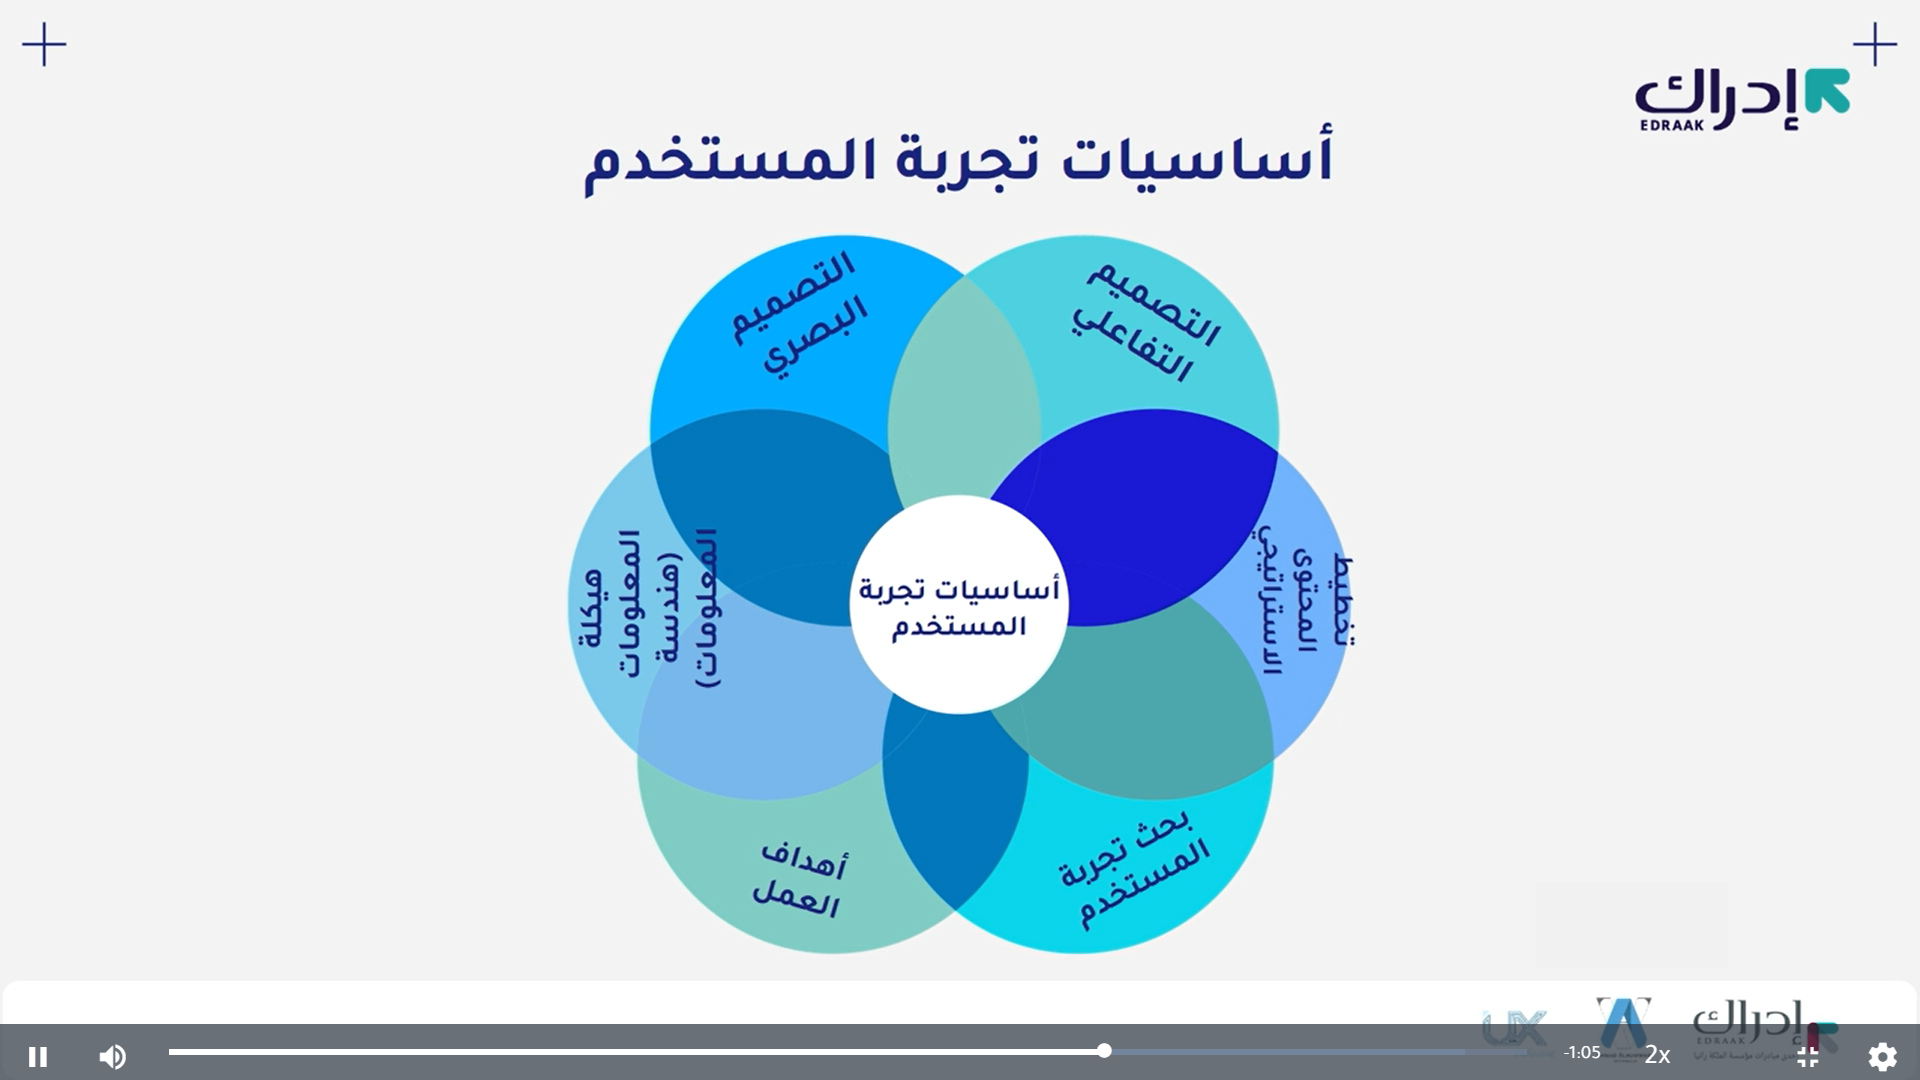 إدراك
EDRAAK
أساسيات تجربة المستخدم
التصميم
التفاعلي
التصميم
البصري
تخطيط
المحتوى
الاستراتيجي
أساسيات تجربة
المستخدم
هيكلة
المعلومات
(هندسة
المعلومات)
بحث تجربة
المستخدم
أهداف
العمل
إدراك
EDRAAK
UX
-1:05
2x